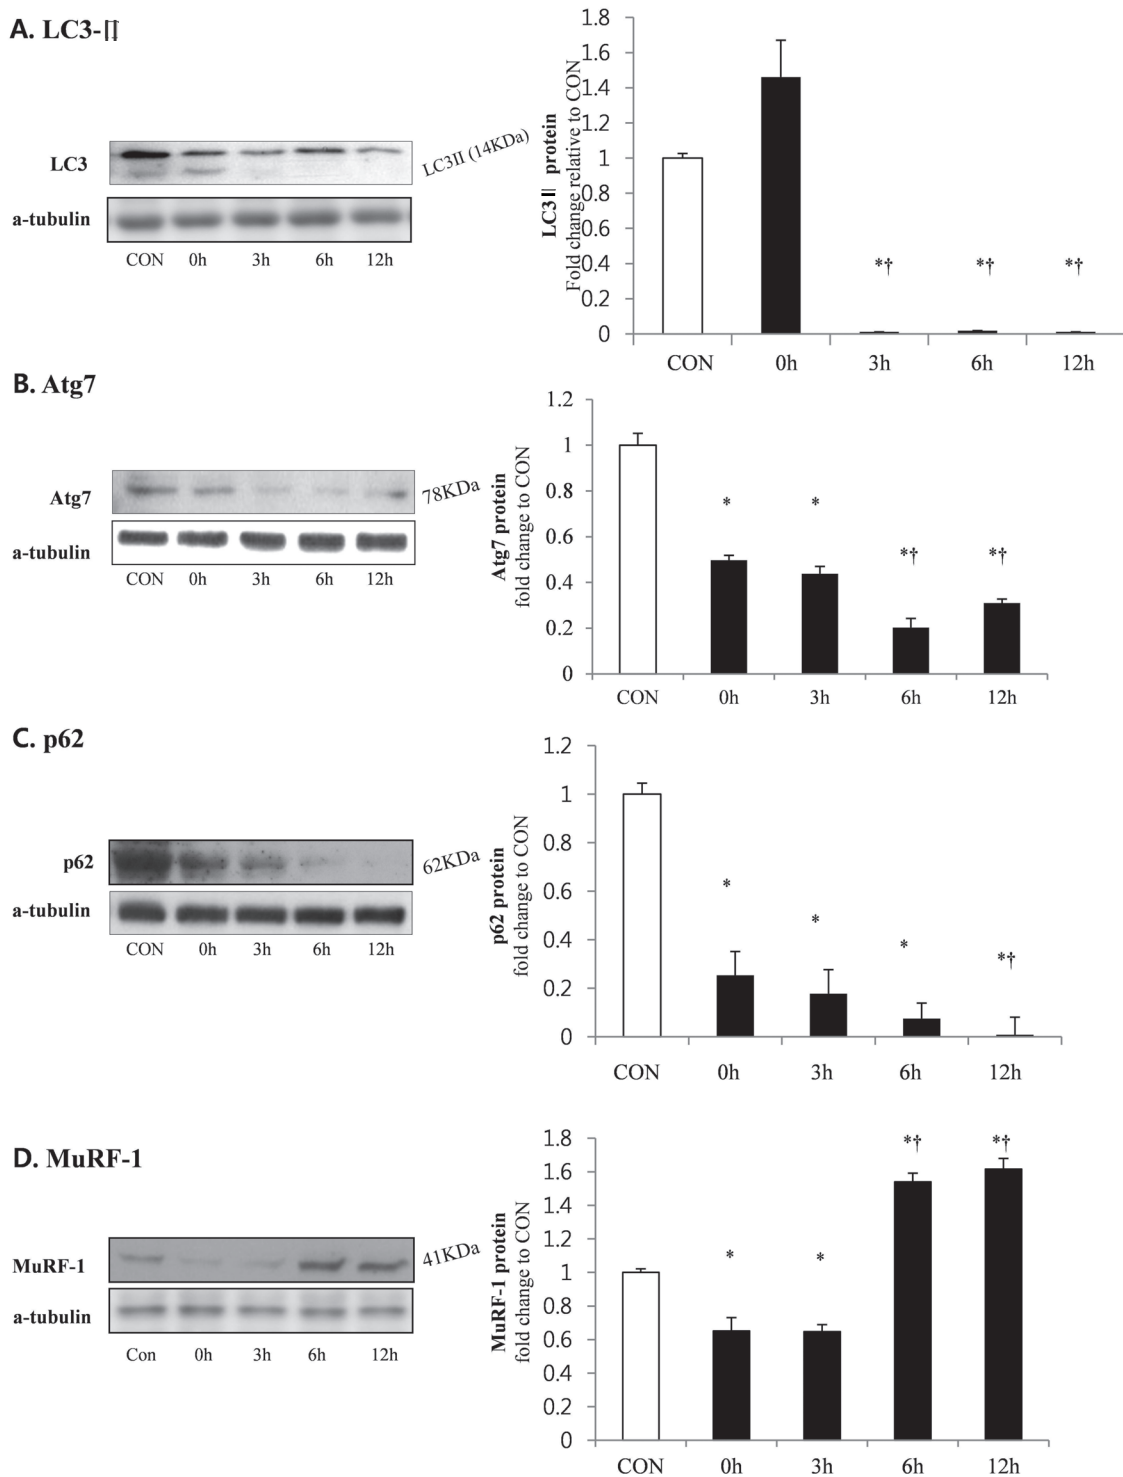 A. LC3-Ⅱ
LC3
LC3II (14KDa)
a-tubulin
CON 0h 3h 6h 12h
LC3Ⅱ protein
Fold change relative to CON
1.8
1.6
1.4
1.2
1
0.8
0.6
0.4
0.2
0
*† *† *†
CON 0h 3h 6h 12h
B. Atg7
Atg7
78KDa
a-tubulin
CON 0h 3h 6h 12h
Atg7 protein
fold change to CON
1.2
1
0.8
0.6
0.4
0.2
0
* * *† *†
CON 0h 3h 6h 12h
C. p62
p62
62KDa
a-tubulin
CON 0h 3h 6h 12h
p62 protein
fold change to CON
1.2
1
0.8
0.6
0.4
0.2
0
* * * *†
CON 0h 3h 6h 12h
D. MuRF-1
MuRF-1
41KDa
a-tubulin
Con 0h 3h 6h 12h
MuRF-1 protein
fold change to CON
1.8
1.6
1.4
1.2
1
0.8
0.6
0.4
0.2
0
* * *† *†
CON 0h 3h 6h 12h